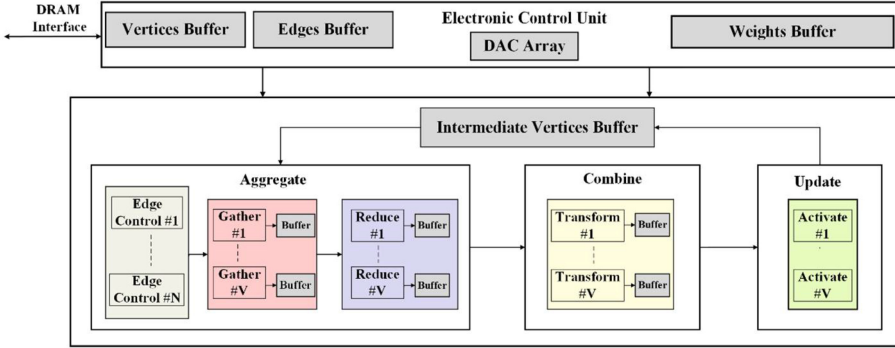 DRAM
Interface
Electronic Control Unit
Vertices Buffer
Edges Buffer
DAC Array
Weights Buffer
Intermediate Vertices Buffer
Aggregate
Combine
Update
Edge
Control #1
Edge
Control #N
Gather
#1
Buffer
Gather
#V
Buffer
Reduce
#1
Buffer
Reduce
#V
Buffer
Transform
#1
Buffer
Transform
#V
Buffer
Activate
#1
Activate
#V